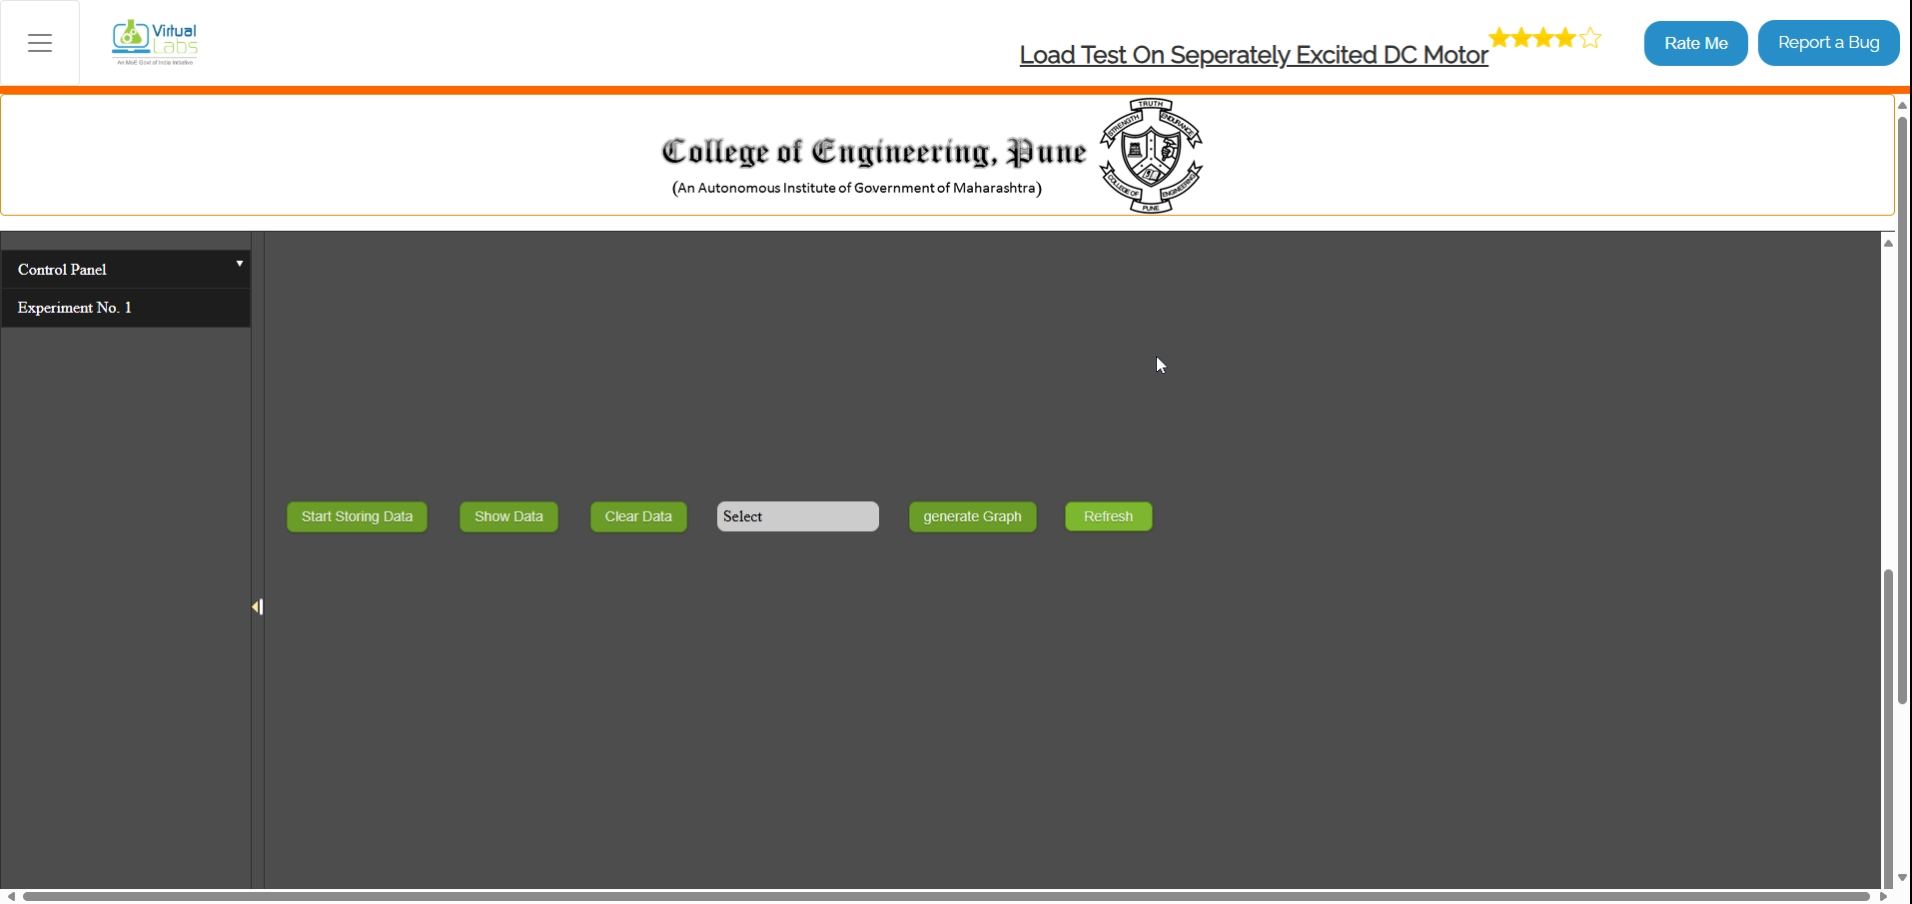 Virtual
Labs
An MoE Govt of India Initiative
Load Test On Seperately Excited DC Motor
Rate Me
Report a Bug
College of Engineering, Pune
(An Autonomous Institute of Government of Maharashtra)
TRUTH
STRENGTH
ENDURANCE
COLLEGE OF
ENGINEERING
PUNE
Control Panel
Experiment No. 1
Start Storing Data
Show Data
Clear Data
Select
generate Graph
Refresh